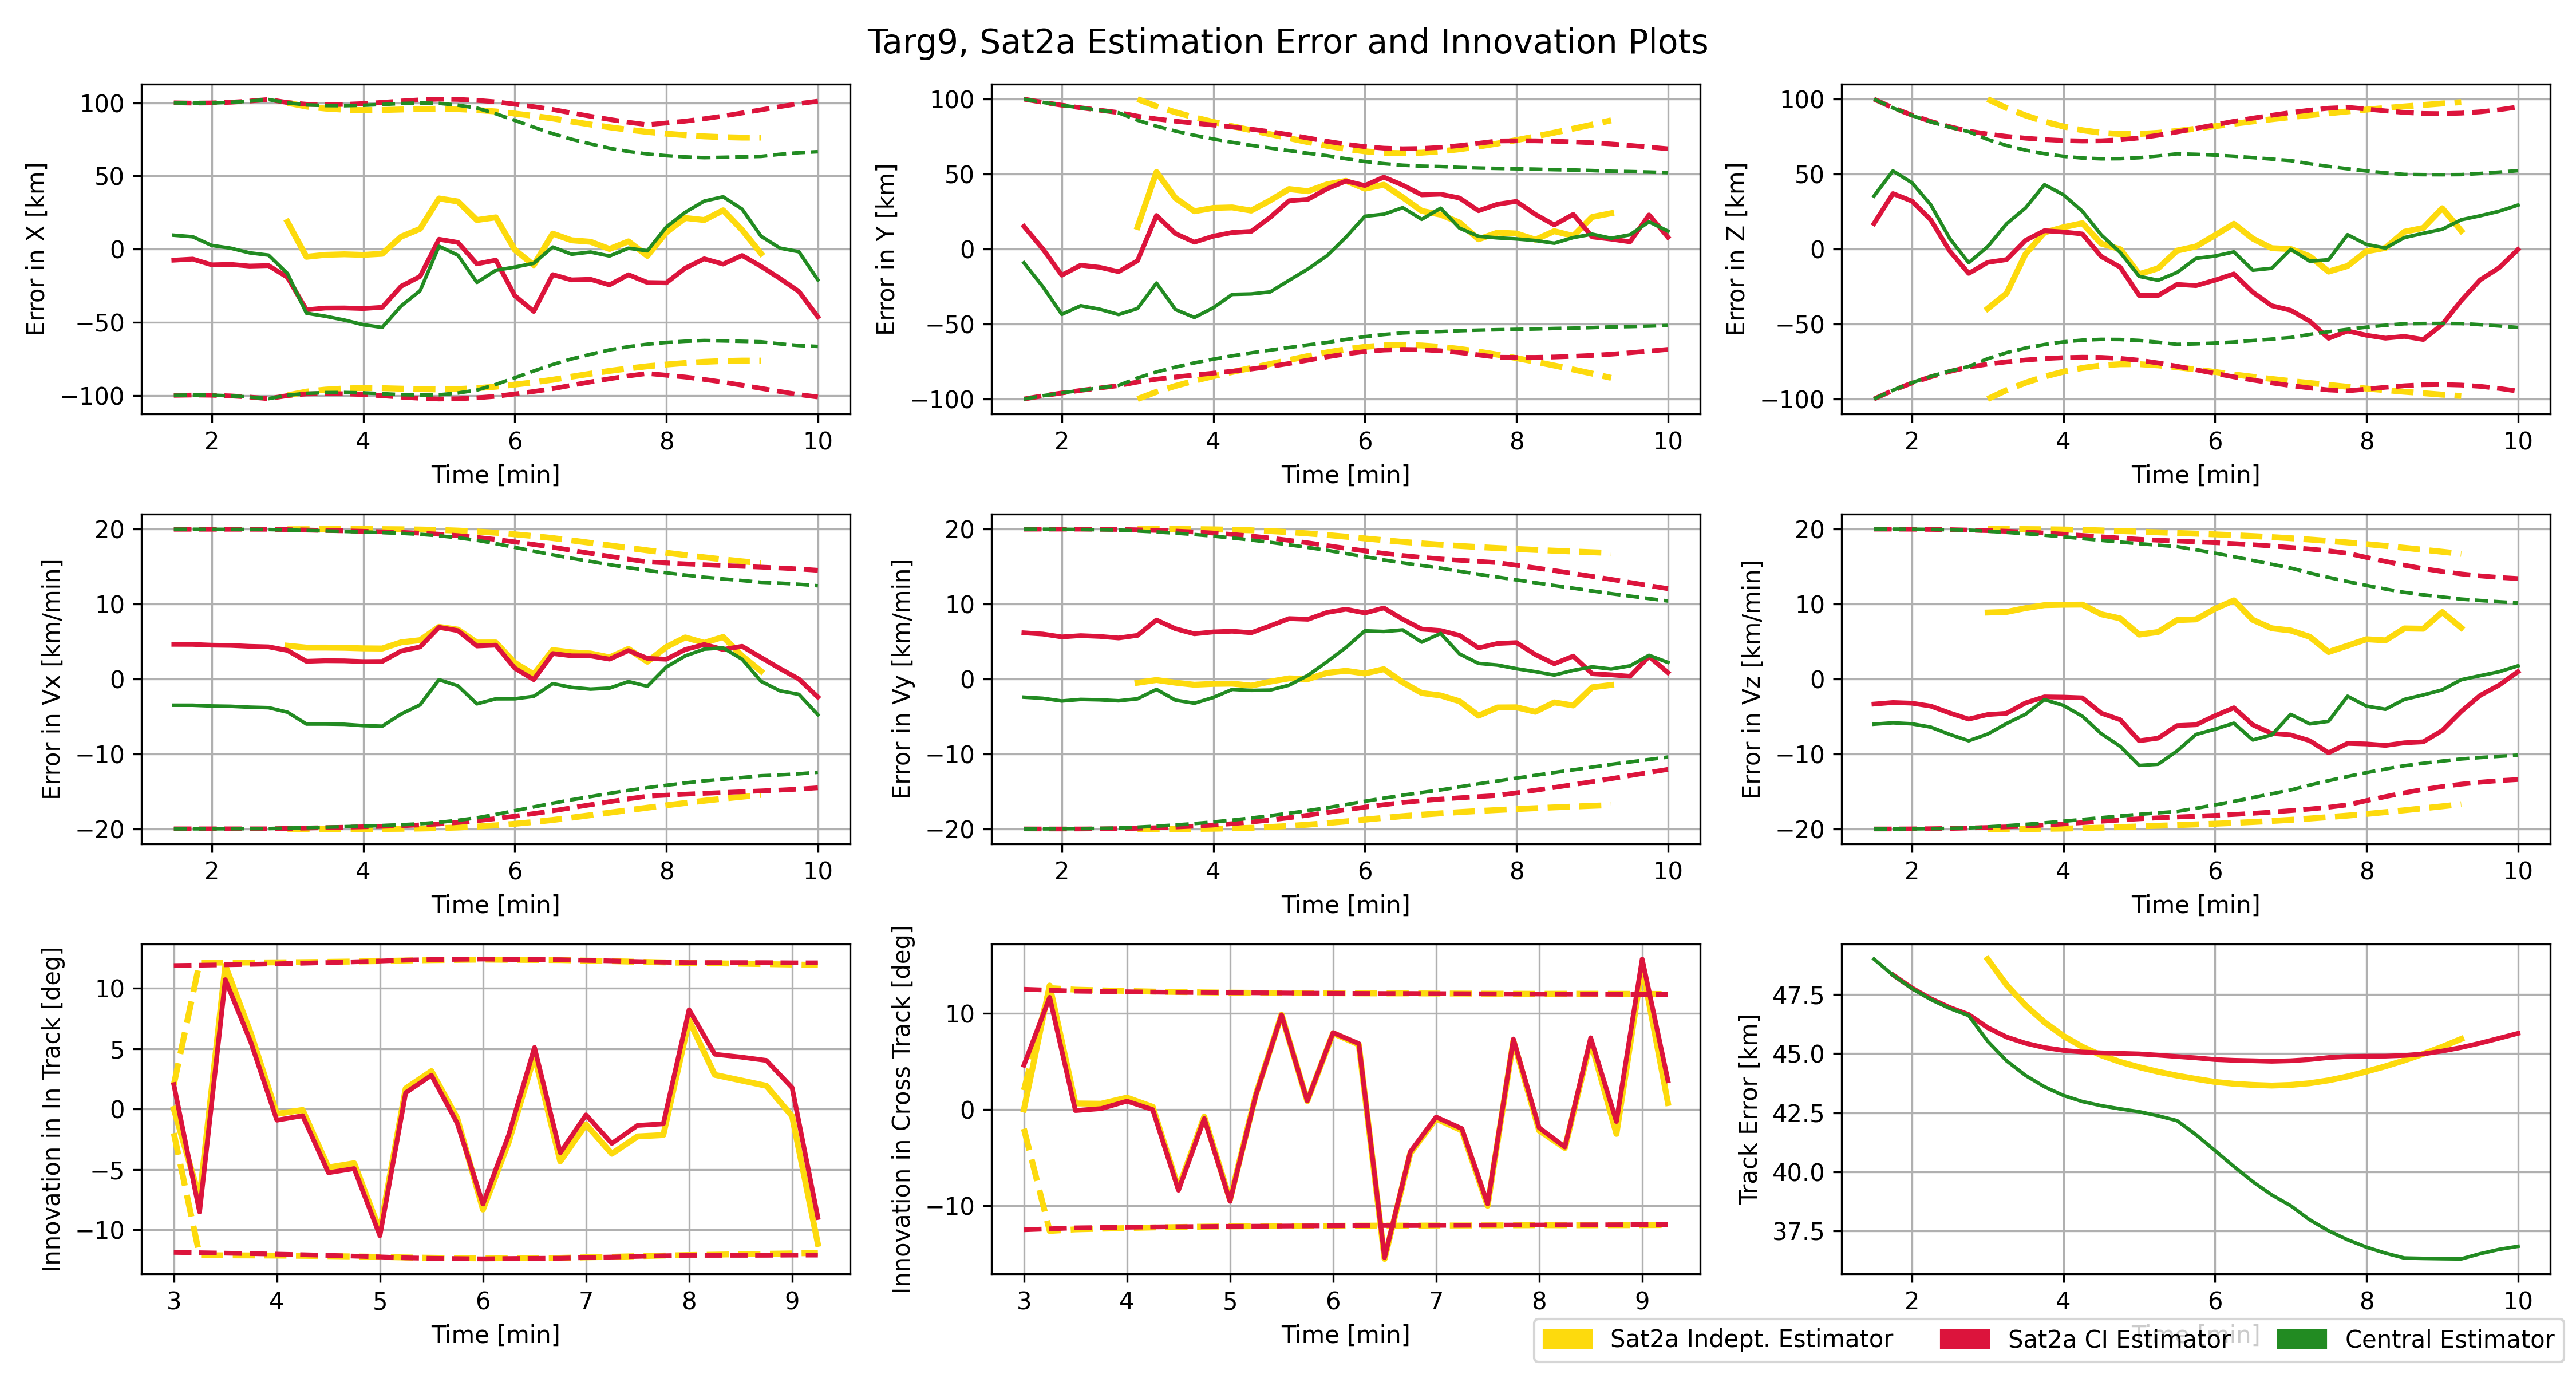 Targ9, Sat2a Estimation Error and Innovation Plots
Error in X [km]
100
50
0
−50
−100
2 4 6 8 10
Time [min]
Error in Y [km]
100
50
0
−50
−100
2 4 6 8 10
Time [min]
Error in Z [km]
100
50
0
−50
−100
2 4 6 8 10
Time [min]
Error in Vx [km/min]
20
10
0
−10
−20
2 4 6 8 10
Time [min]
Error in Vy [km/min]
20
10
0
−10
−20
2 4 6 8 10
Time [min]
Error in Vz [km/min]
20
10
0
−10
−20
2 4 6 8 10
Time [min]
Innovation in In Track [deg]
10
5
0
−5
−10
3 4 5 6 7 8 9
Time [min]
Innovation in Cross Track [deg]
10
0
−10
3 4 5 6 7 8 9
Time [min]
Track Error [km]
47.5
45.0
42.5
40.0
37.5
2 4 6 8 10
Time [min]
Sat2a Indept. Estimator
Sat2a CI Estimator
Central Estimator